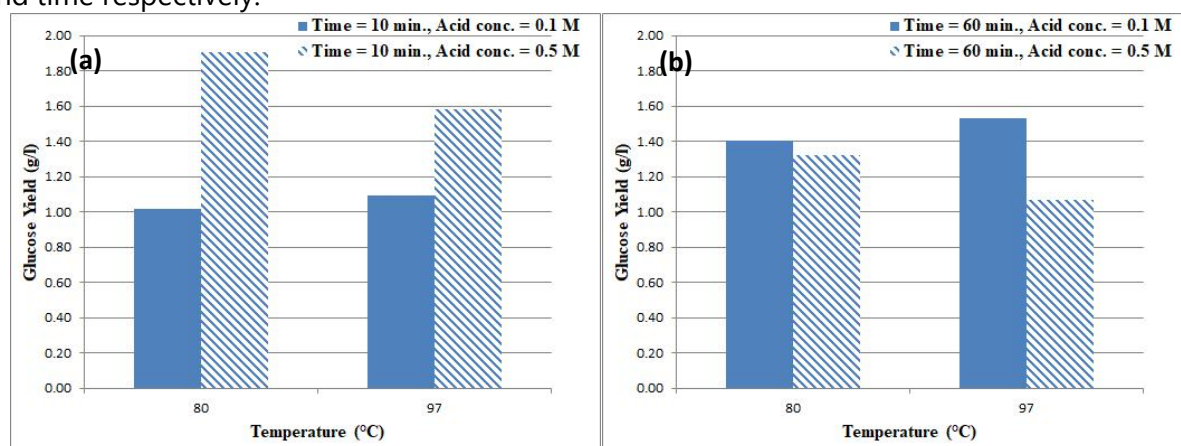 nd time respectively.
Time = 10 min., Acid conc. = 0.1 M
Time = 10 min., Acid conc. = 0.5 M
(a)
2.00
1.80
1.60
1.40
1.20
1.00
0.80
0.60
0.40
0.20
0.00
Glucose Yield (g/l)
80 97
Temperature (°C)
Time = 60 min., Acid conc. = 0.1 M
Time = 60 min., Acid conc. = 0.5 M
(b)
2.00
1.80
1.60
1.40
1.20
1.00
0.80
0.60
0.40
0.20
0.00
Glucose Yield (g/l)
80 97
Temperature (°C)